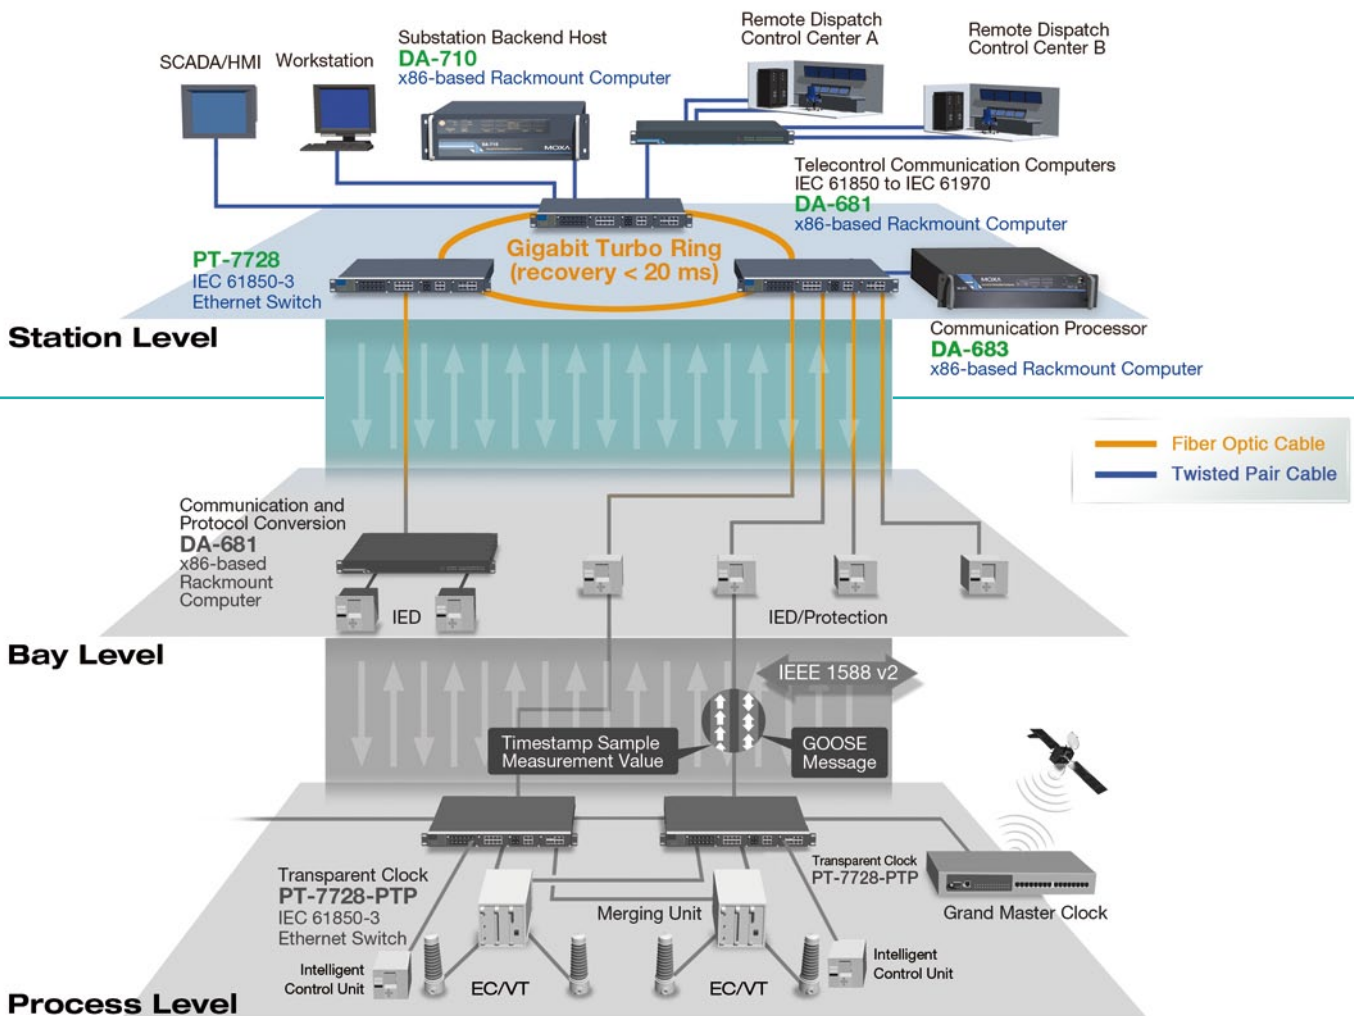 Remote Dispatch
Control Center A
Remote Dispatch
Control Center B
Substation Backend Host
DA-710
x86-based Rackmount Computer
SCADA/HMI
Workstation
MOXA
Telecontrol Communication Computers
IEC 61850 to IEC 61970
DA-681
x86-based Rackmount Computer
Gigabit Turbo Ring
(recovery < 20 ms)
PT-7728
IEC 61850-3
Ethernet Switch
MOXA
Station Level
Communication Processor
DA-683
x86-based Rackmount Computer
Fiber Optic Cable
Twisted Pair Cable
Communication and
Protocol Conversion
DA-681
x86-based
Rackmount
Computer
IED
IED/Protection
Bay Level
IEEE 1588 v2
Timestamp Sample
Measurement Value
GOOSE
Message
Transparent Clock
PT-7728-PTP
IEC 61850-3
Ethernet Switch
Transparent Clock
PT-7728-PTP
Merging Unit
Grand Master Clock
Intelligent
Control Unit
EC/VT
EC/VT
Intelligent
Control Unit
Process Level